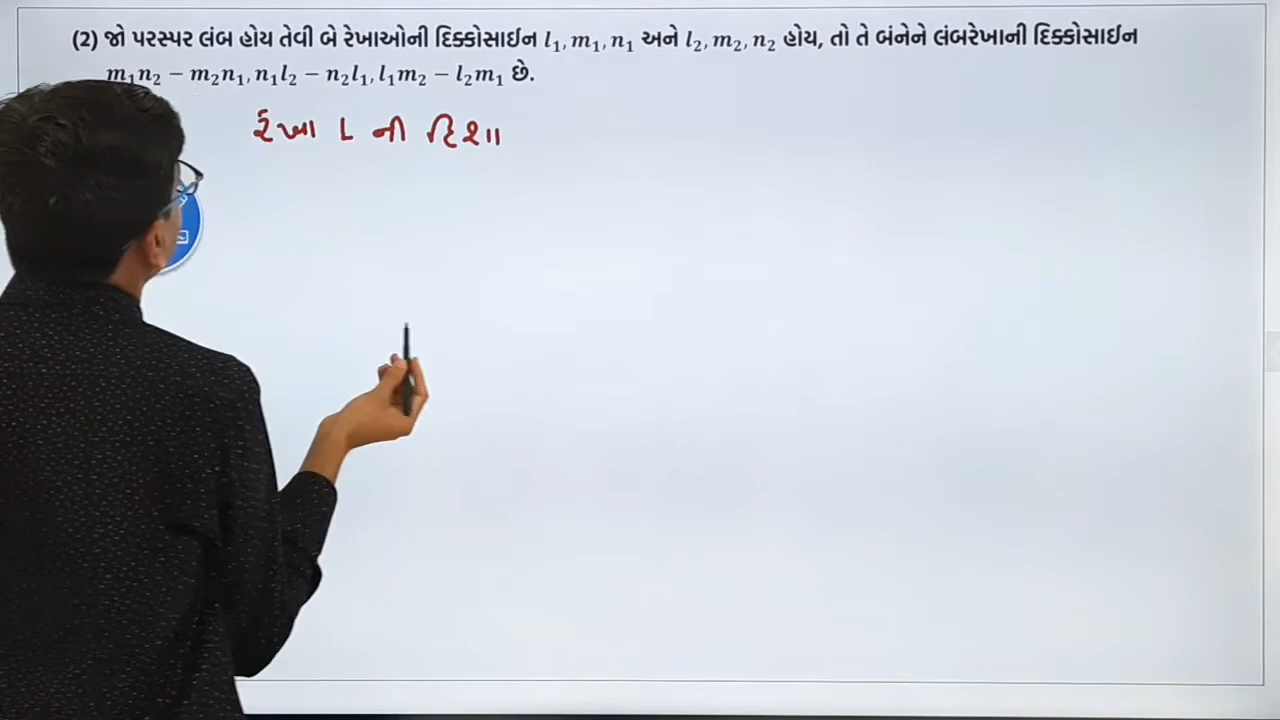 (2) જો પરસ્પર લંબ હોય તેવી બે રેખાઓની દિક્કોસાઈન l₁, m₁, n₁ અને l₂, m₂, n₂ હોય, તો તે બંનેને લંબરેખાની દિક્કોસાઈન
m₁n₂ − m₂n₁, n₁l₂ − n₂l₁, l₁m₂ − l₂m₁ છે.
રેખા L ની દિશા